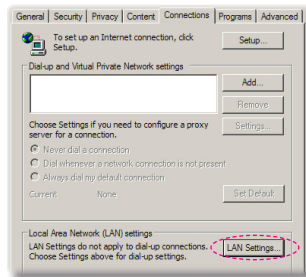 General Security Privacy Content Connections Programs Advanced
To set up an Internet connection, click
Setup.
Setup...
Dial-up and Virtual Private Network settings
Add...
Remove
Choose Settings if you need to configure a proxy
server for a connection.
Settings...
Never dial a connection
Dial whenever a network connection is not present
Always dial my default connection
Current None
Set Default
Local Area Network (LAN) settings
LAN Settings do not apply to dial-up connections.
Choose Settings above for dial-up settings.
LAN Settings...